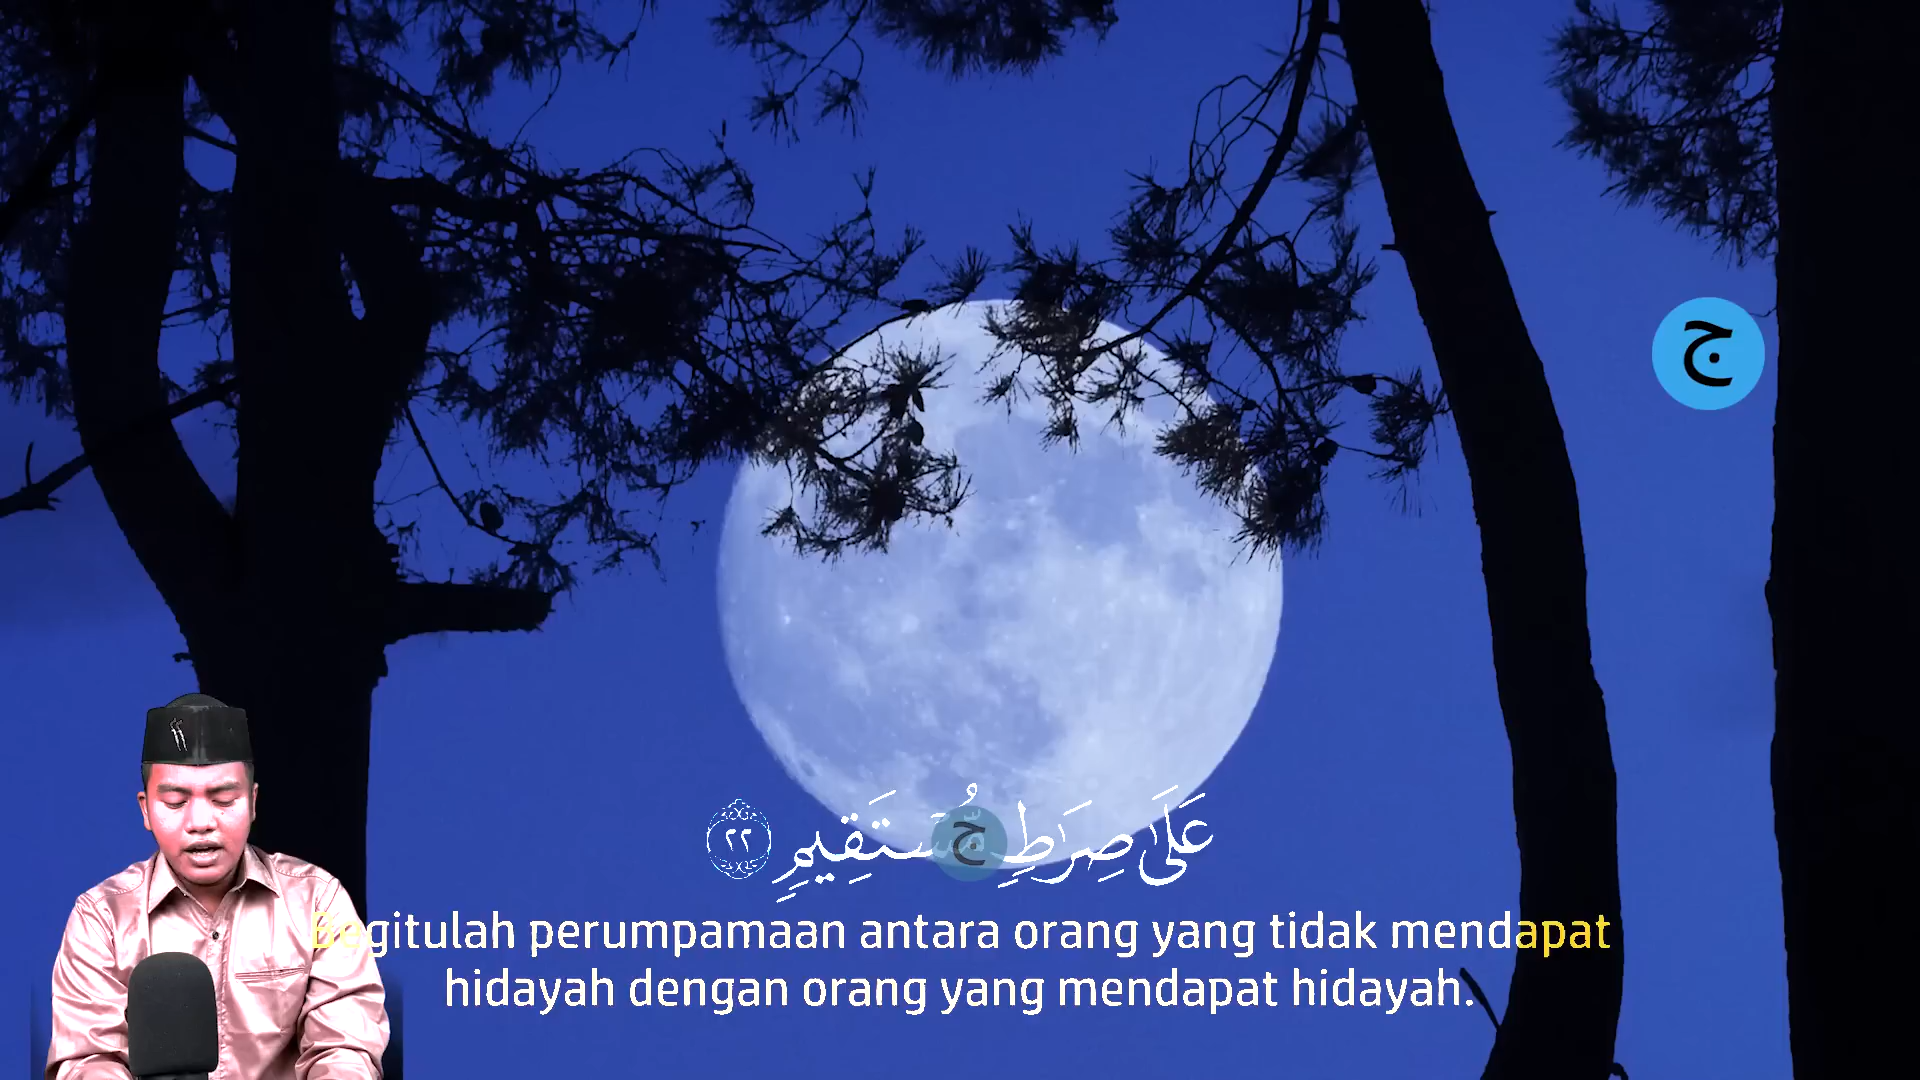 ج
عَلَىٰ صِرَٰطٍ مُّسْتَقِيمٍ ٢٢
ج
Begitulah perumpamaan antara orang yang tidak mendapat
hidayah dengan orang yang mendapat hidayah.